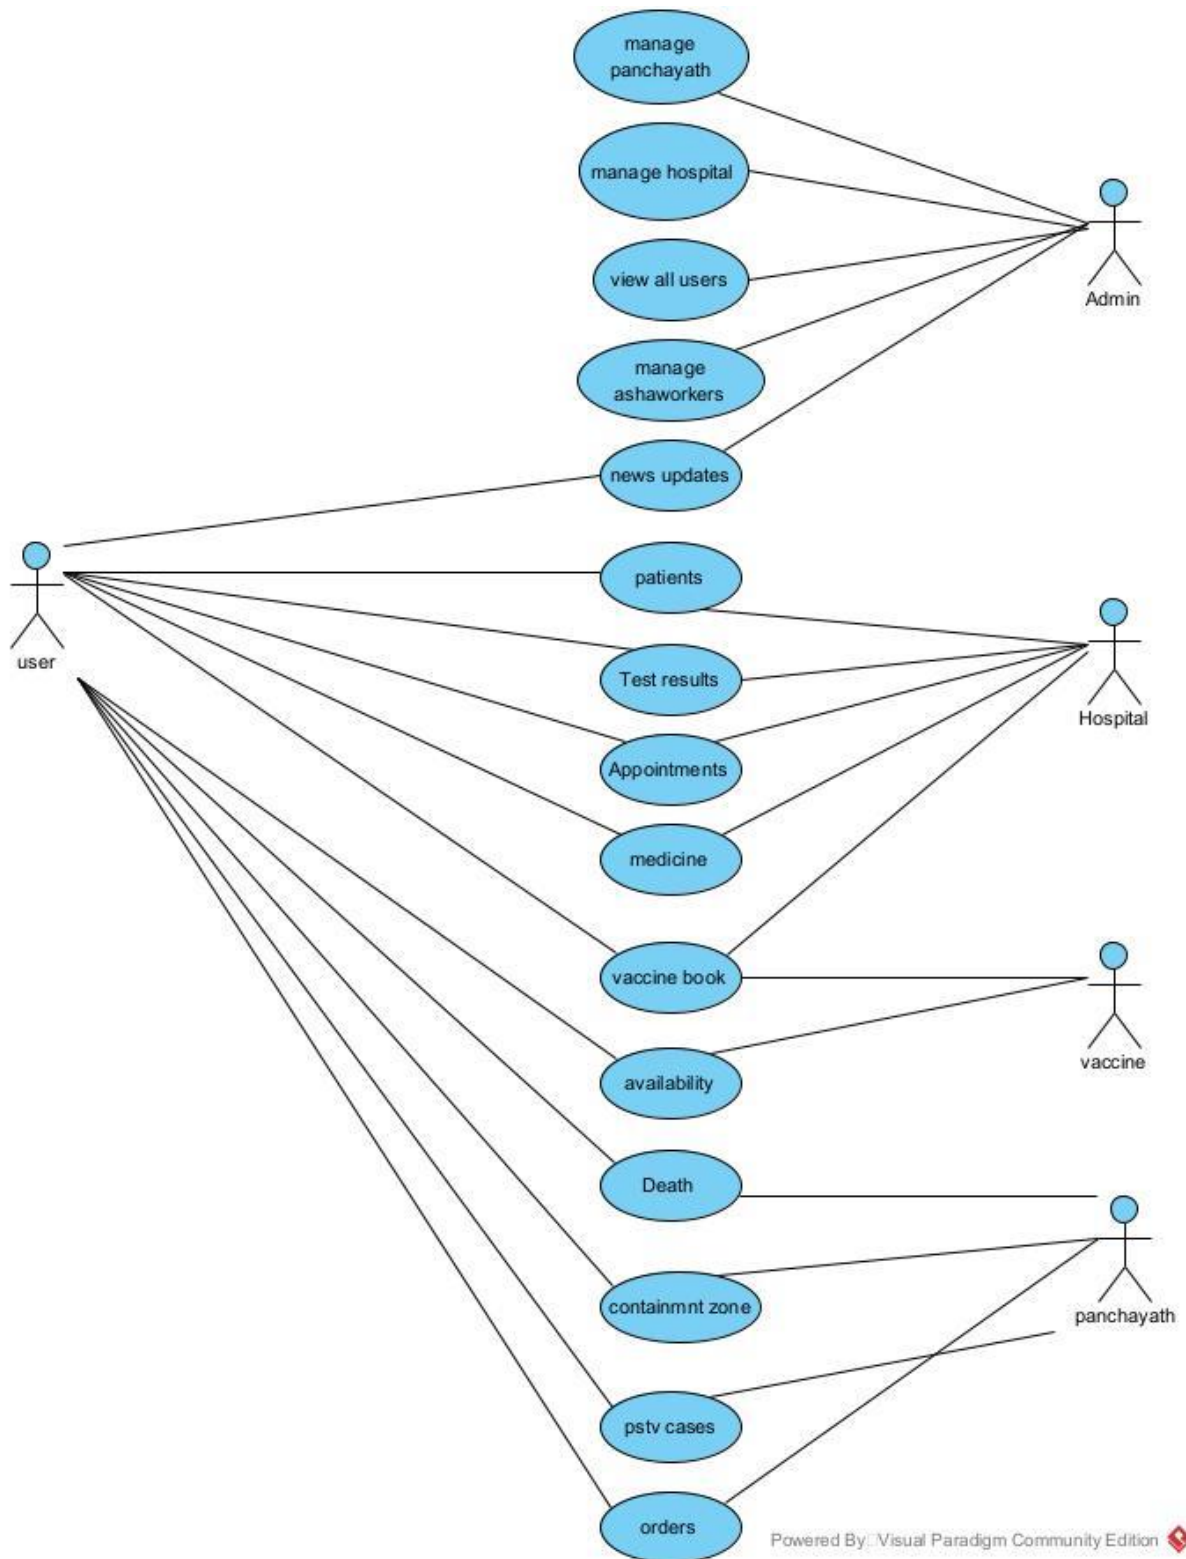 manage
panchayath
manage hospital
view all users
Admin
manage
ashaworkers
news updates
patients
user
Test results
Hospital
Appointments
medicine
vaccine book
vaccine
availability
Death
containmnt zone
panchayath
pstv cases
orders
Powered By Visual Paradigm Community Edition